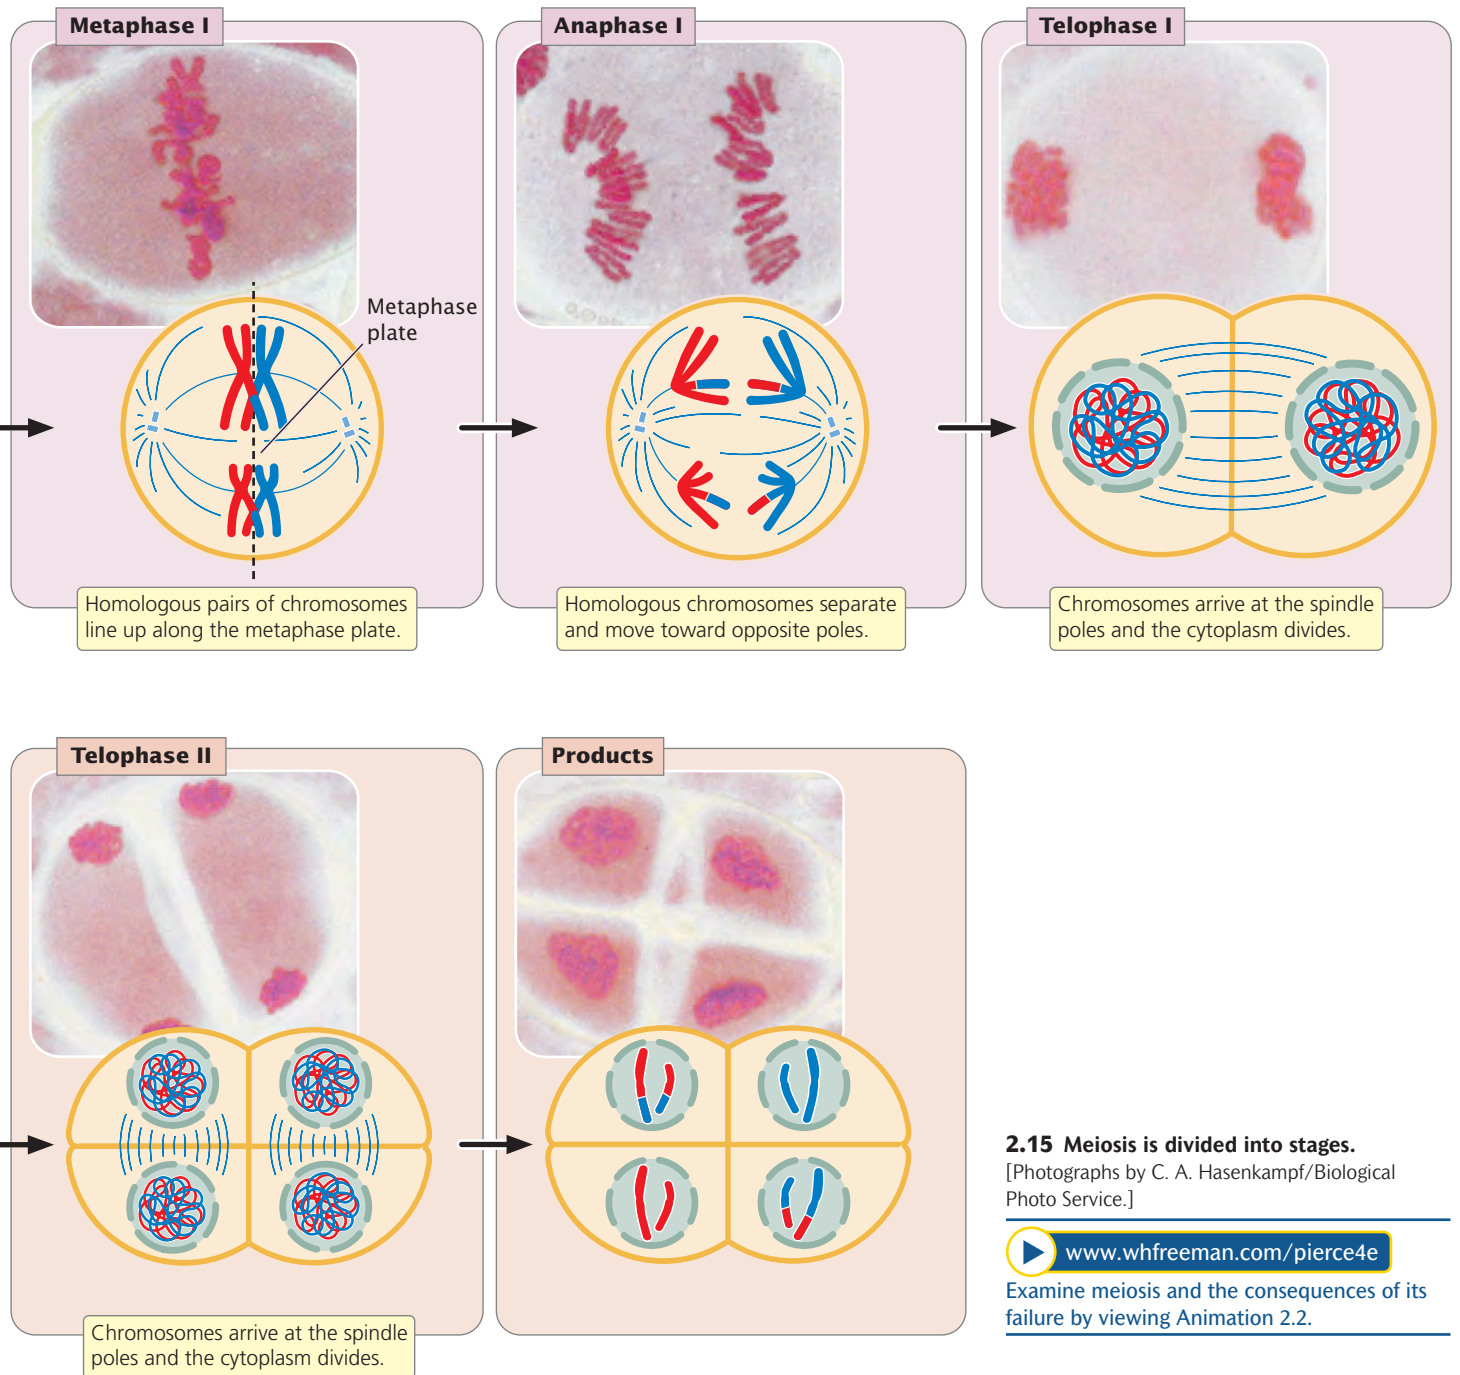 Metaphase I
Anaphase I
Telophase I
Metaphase
plate
Homologous pairs of chromosomes
line up along the metaphase plate.
Homologous chromosomes separate
and move toward opposite poles.
Chromosomes arrive at the spindle
poles and the cytoplasm divides.
Telophase II
Products
Chromosomes arrive at the spindle
poles and the cytoplasm divides.
2.15 Meiosis is divided into stages.
[Photographs by C. A. Hasenkampf/Biological
Photo Service.]
www.whfreeman.com/pierce4e
Examine meiosis and the consequences of its
failure by viewing Animation 2.2.